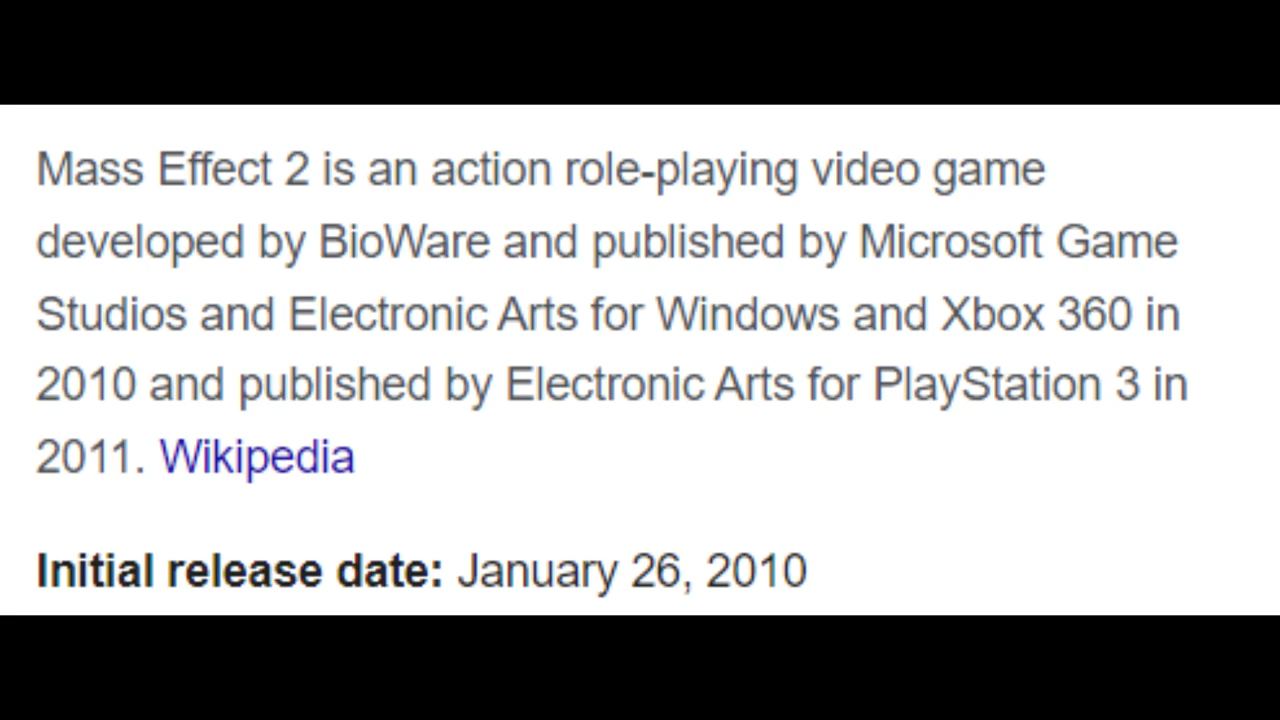 Mass Effect 2 is an action role-playing video game
developed by BioWare and published by Microsoft Game
Studios and Electronic Arts for Windows and Xbox 360 in
2010 and published by Electronic Arts for PlayStation 3 in
2011. Wikipedia
Initial release date: January 26, 2010